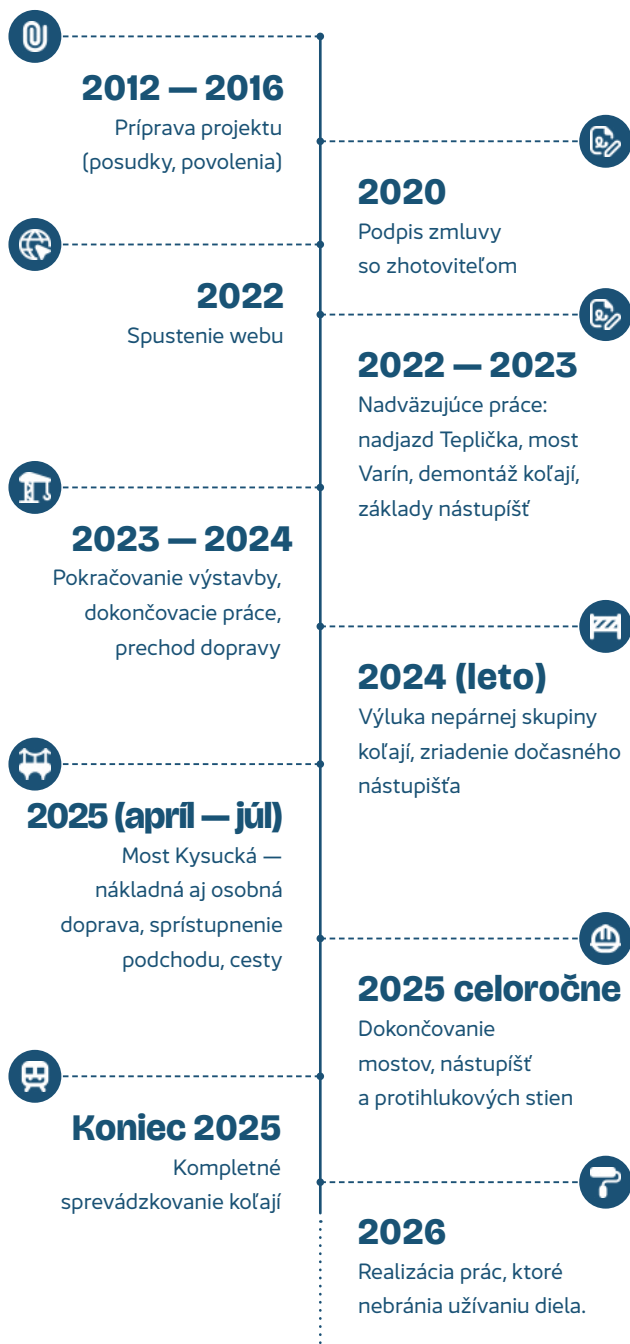 2012 — 2016
Príprava projektu
(posudky, povolenia)
2020
Podpis zmluvy
so zhotoviteľom
2022
Spustenie webu
2022 — 2023
Nadväzujúce práce:
nadjazd Teplička, most
Varín, demontáž koľají,
základy nástupíšť
2023 — 2024
Pokračovanie výstavby,
dokončovacie práce,
prechod dopravy
2024 (leto)
Výluka nepárnej skupiny
koľají, zriadenie dočasného
nástupišťa
2025 (apríl — júl)
Most Kysucká —
nákladná aj osobná
doprava, sprístupnenie
podchodu, cesty
2025 celoročne
Dokončovanie
mostov, nástupíšť
a protihlukových stien
Koniec 2025
Kompletné
sprevádzkovanie koľají
2026
Realizácia prác, ktoré
nebránia užívaniu diela.